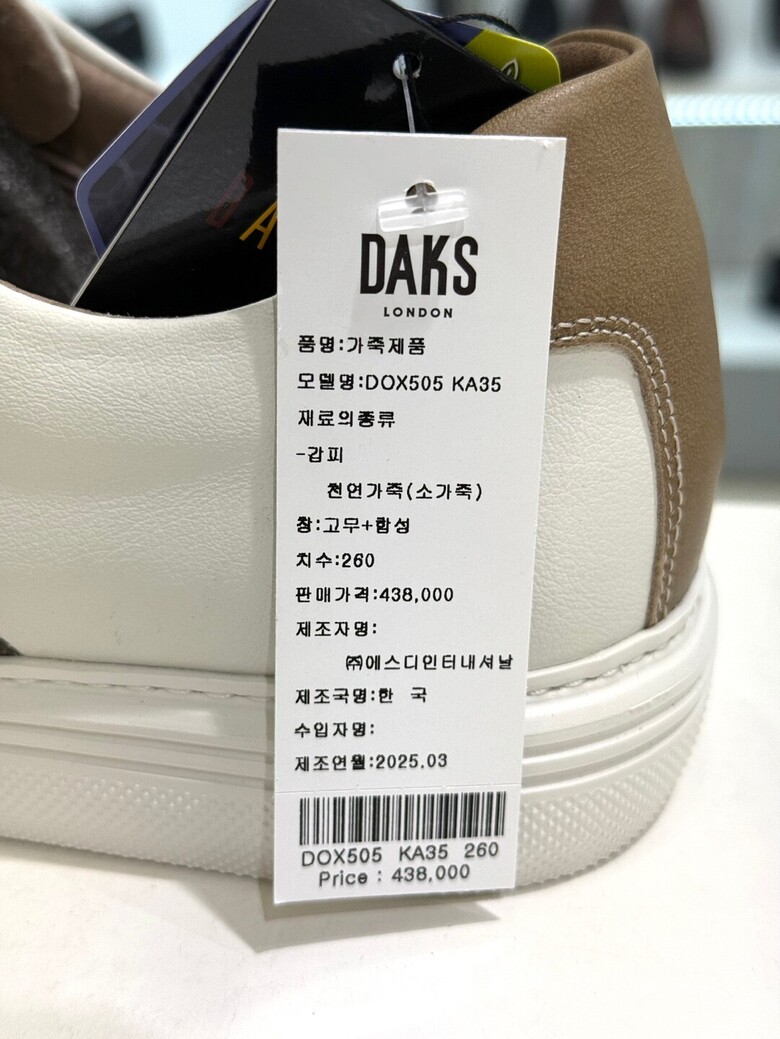 DAKS
LONDON
품명:가죽제품
모델명:DOX505 KA35
재료의종류
-갑피
천연가죽(소가죽)
창:고무+합성
치수:260
판매가격:438,000
제조자명:
㈜에스디인터내셔날
제조국명:한 국
수입자명:
제조연월:2025.03
DOX505 KA35 260
Price : 438,000